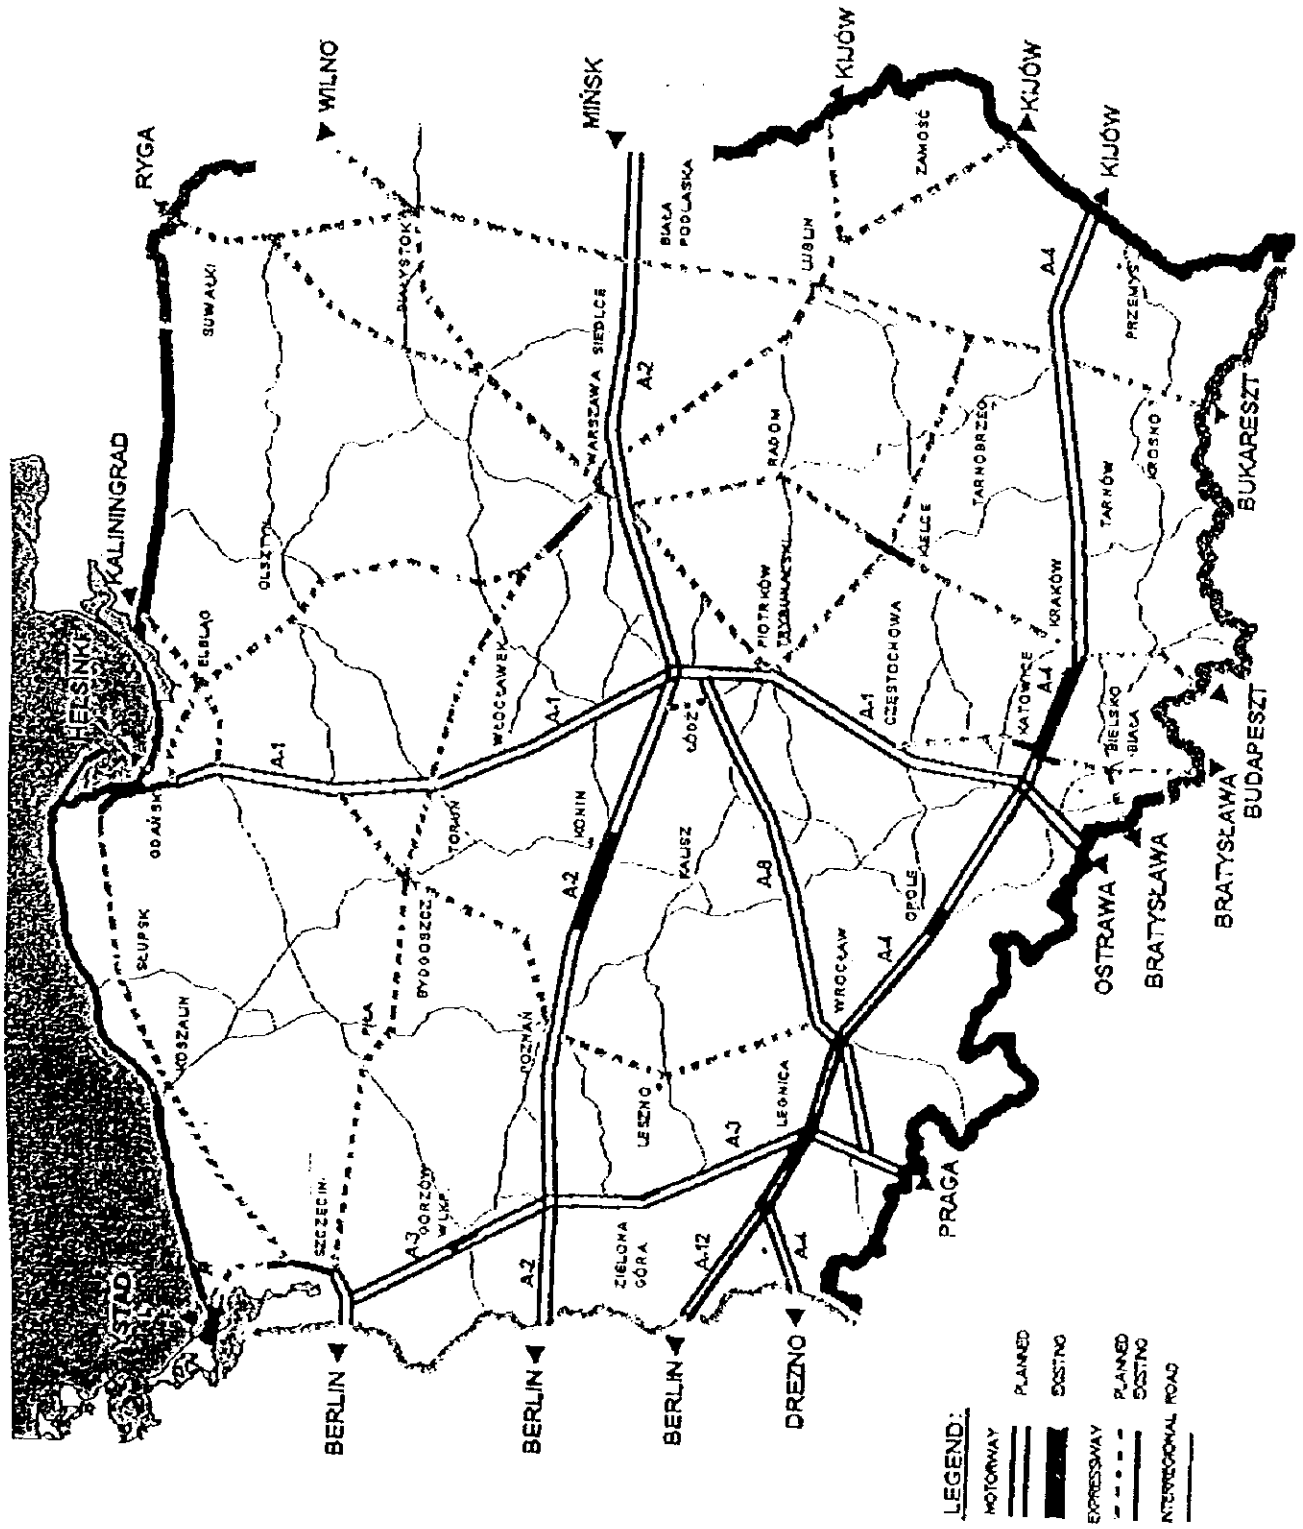 RYGA
WILNO
MIŃSK
KIJÓW
KIJÓW
KIJÓW
KALININGRAD
HELSINKI
YSTAD
BERLIN
BERLIN
BERLIN
DREZNO
PRAGA
OSTRAWA
BRATYSŁAWA
BRATYSŁAWA
BUDAPESZT
BUKARESZT
SUWAŁKI
BIAŁYSTOK
OLSZTYN
ELBLĄG
GDAŃSK
SŁUPSK
KOSZALIN
SZCZECIN
GORZÓW
WLKP
PIŁA
BYDGOSZCZ
TORUŃ
WŁOCŁAWEK
WARSZAWA
SIEDLCE
BIAŁA
PODLASKA
LUBLIN
ZAMOŚĆ
RADOM
PIOTRKÓW
TRYBUNALSKI
ŁÓDŹ
KONIN
KALISZ
POZNAŃ
LESZNO
ZIELONA
GÓRA
LEGNICA
WROCŁAW
OPOLE
CZĘSTOCHOWA
KIELCE
TARNOBRZEG
KATOWICE
KRAKÓW
TARNÓW
KROSNO
PRZEMYŚ
BIELSKO
BIAŁA
A-1
A-1
A-1
A-2
A-2
A-2
A-3
A-3
A-4
A-4
A-4
A-4
A-8
A-12
LEGEND:
MOTORWAY
PLANNED
EXPRESSWAY
PLANNED
INTERREGIONAL ROAD